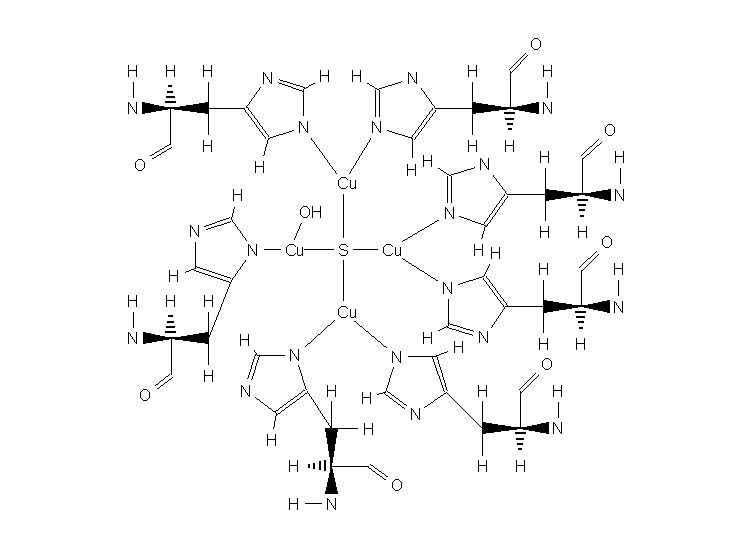 O
H H H N H H N H H
N N O
H N N H H N H
H H H H
O H Cu N H N
H OH N H H
N O
N Cu S Cu H H
N H
H N N
H H Cu H N H H
N H N N H O
O H N N H H H
N H N N
H H H H
H O
H N